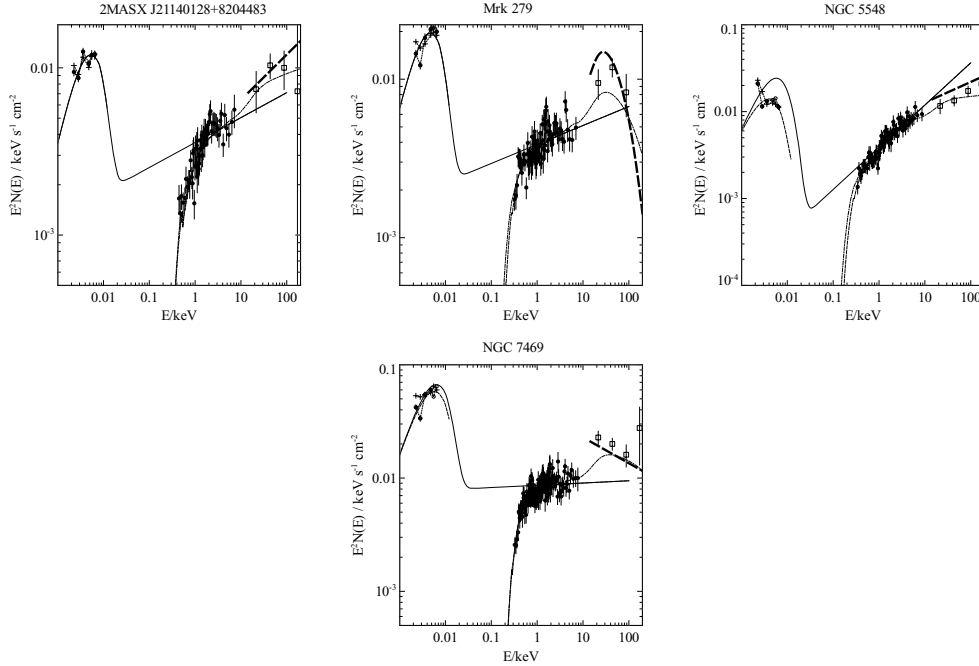 2MASX J21140128+8204483
0.01
10⁻³
E²N(E) / keV s⁻¹ cm⁻²
0.01 0.1 1 10 100
E/keV
Mrk 279
0.01
10⁻³
E²N(E) / keV s⁻¹ cm⁻²
0.01 0.1 1 10 100
E/keV
NGC 5548
0.1
0.01
10⁻³
10⁻⁴
E²N(E) / keV s⁻¹ cm⁻²
0.01 0.1 1 10 100
E/keV
NGC 7469
0.1
0.01
10⁻³
E²N(E) / keV s⁻¹ cm⁻²
0.01 0.1 1 10 100
E/keV